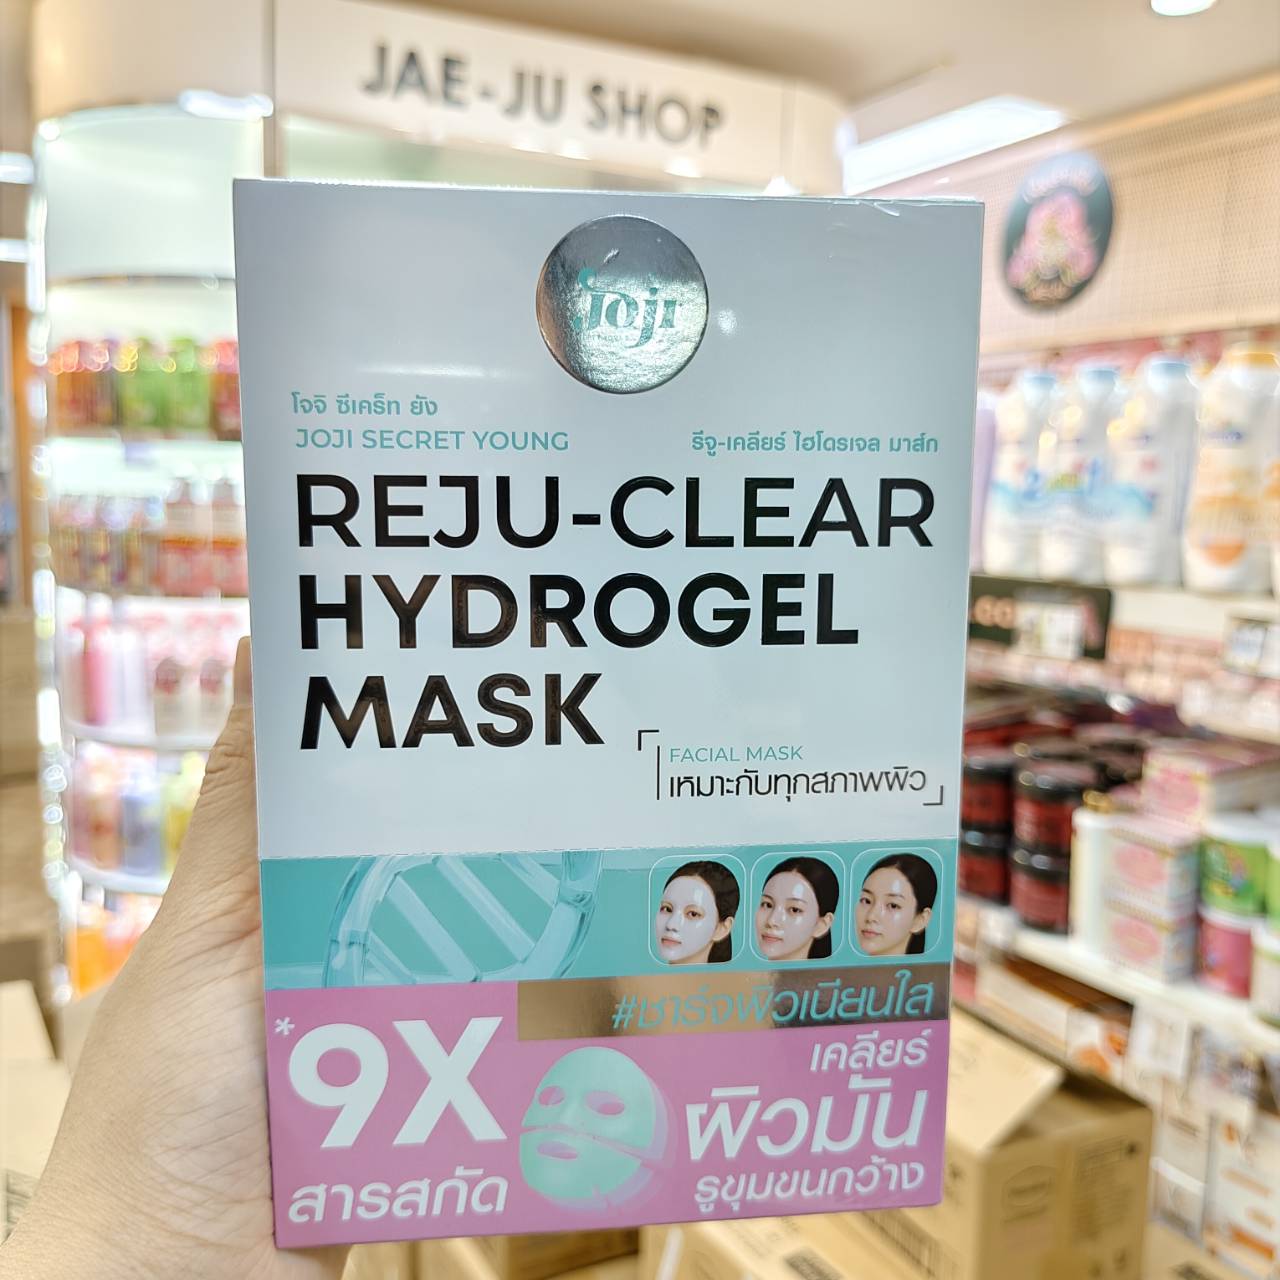 JAE-JU SHOP
Joji
โจจิ ซีเคร็ท ยัง
JOJI SECRET YOUNG
รีจู-เคลียร์ ไฮโดรเจล มาส์ก
REJU-CLEAR
HYDROGEL
MASK
FACIAL MASK
เหมาะกับทุกสภาพผิว
#ชาร์จผิวเนียนใส
*9X
สารสกัด
เคลียร์
ผิวมัน
รูขุมขนกว้าง